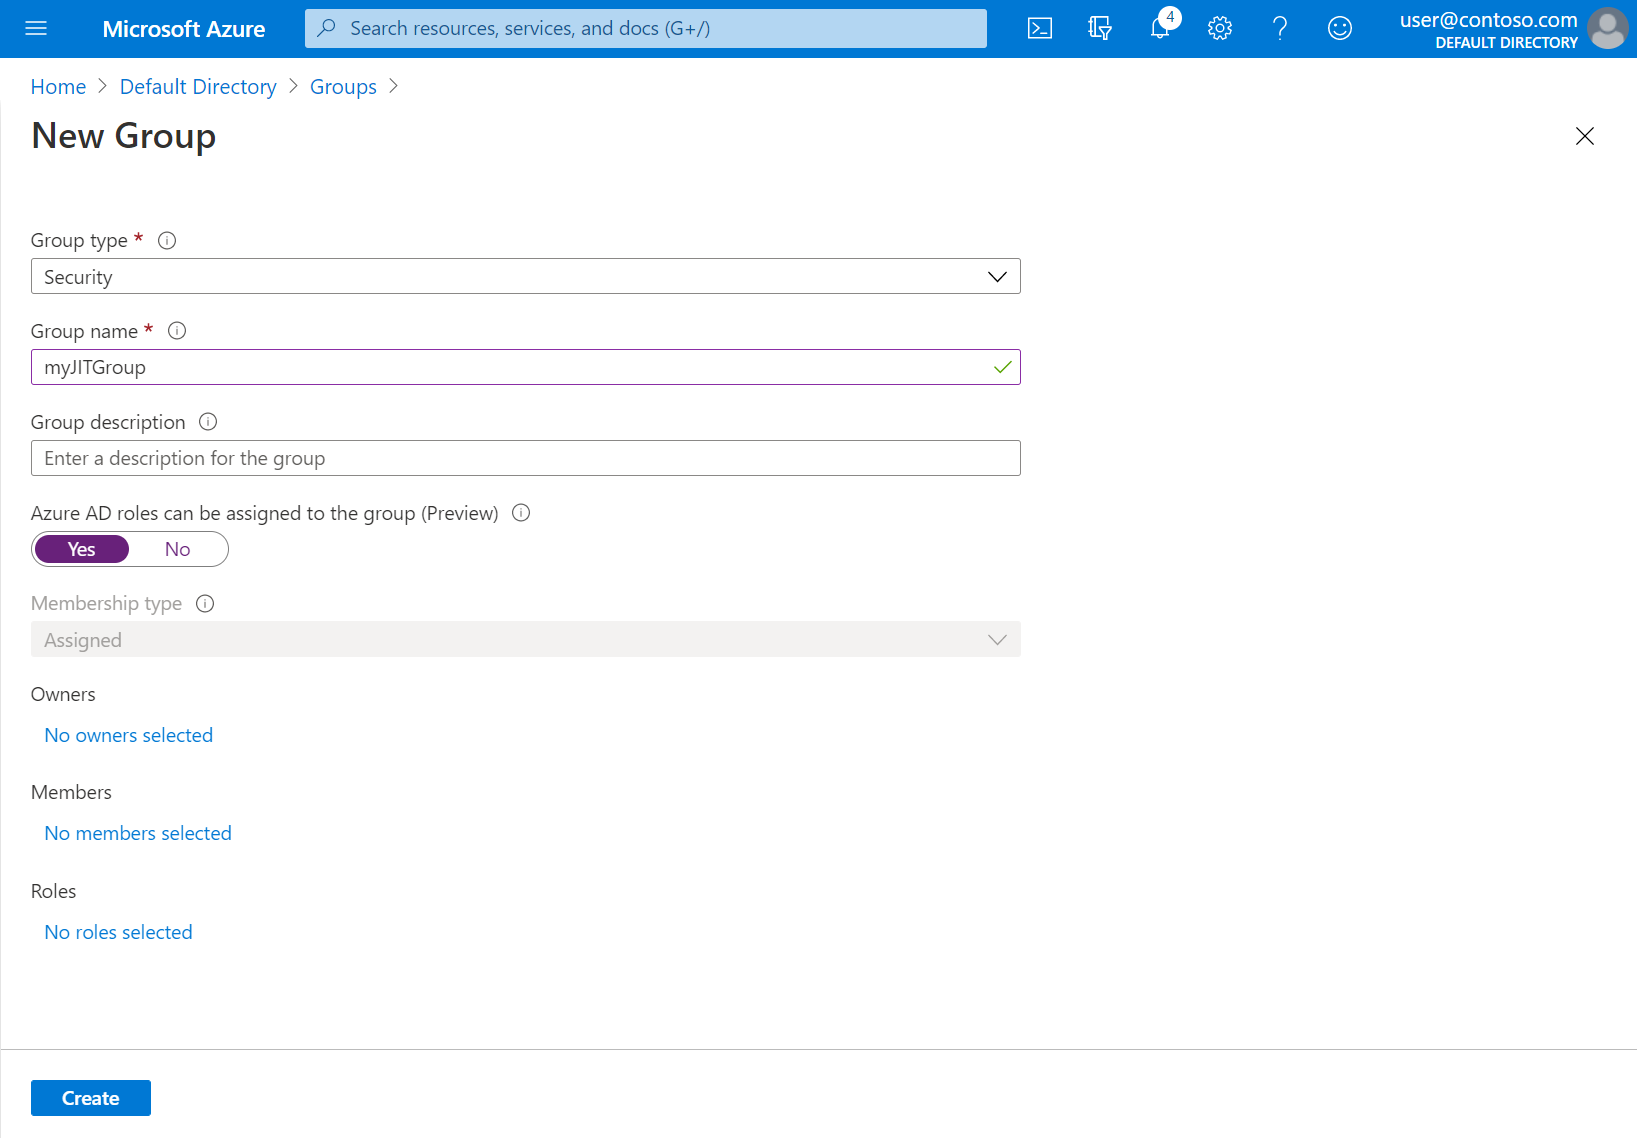 Microsoft Azure
Search resources, services, and docs (G+/)
4
user@contoso.com
DEFAULT DIRECTORY
Home > Default Directory > Groups >
New Group
Group type *
Security
Group name *
myJITGroup
Group description
Enter a description for the group
Azure AD roles can be assigned to the group (Preview)
Yes No
Membership type
Assigned
Owners
No owners selected
Members
No members selected
Roles
No roles selected
Create